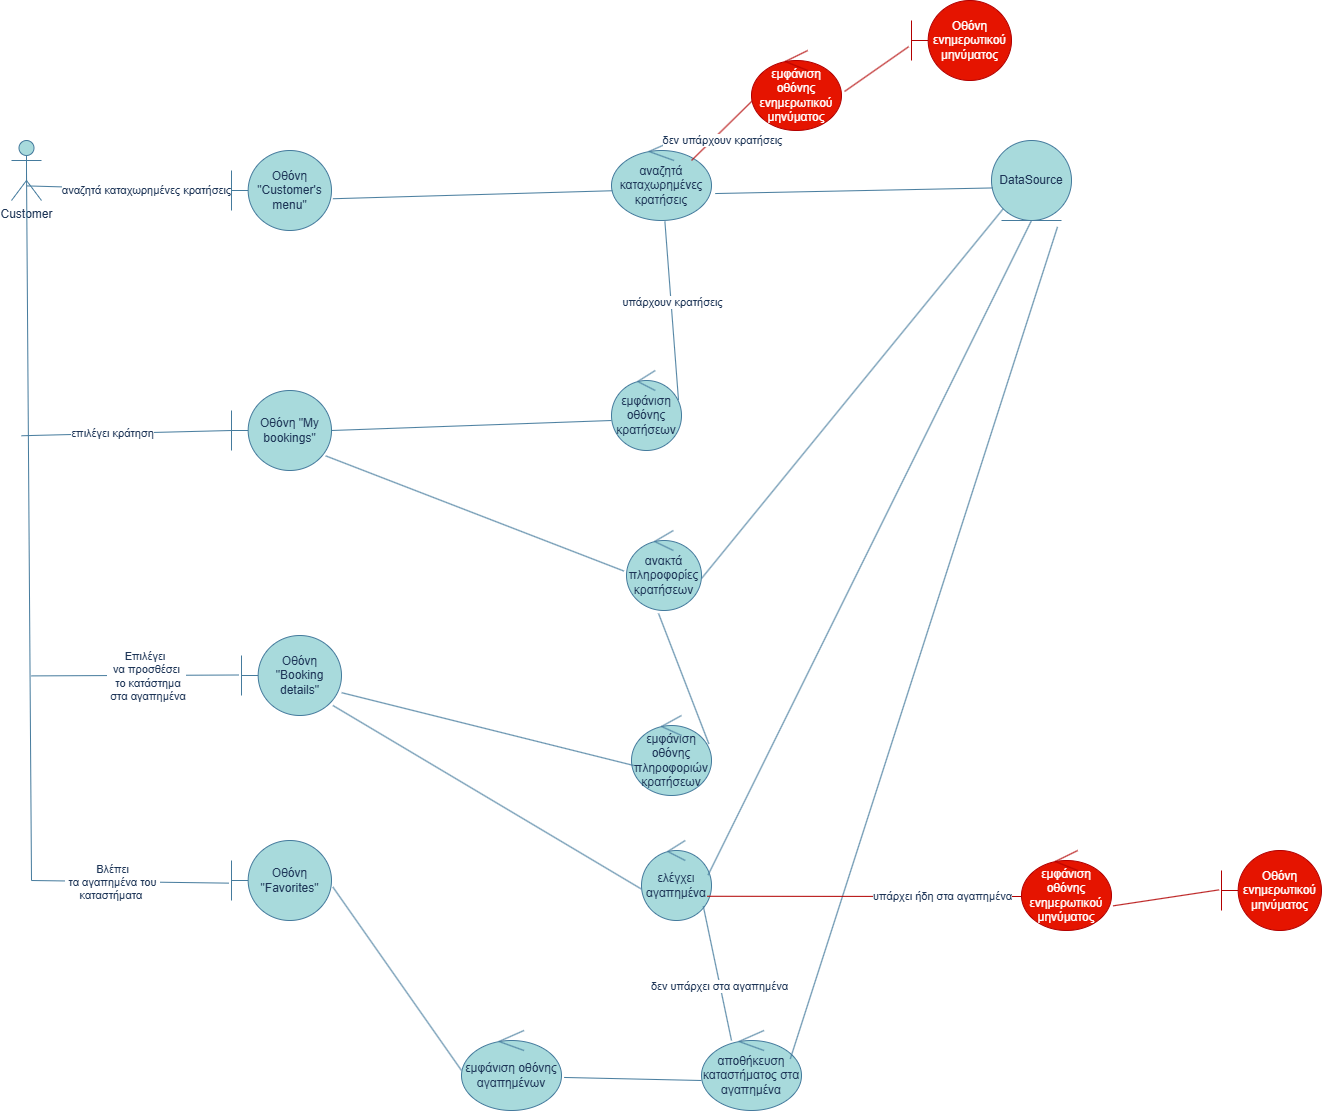 Οθόνη
ενημερωτικού
μηνύματος
εμφάνιση
οθόνης
ενημερωτικού
μηνύματος
δεν υπάρχουν κρατήσεις
Customer
αναζητά καταχωρημένες κρατήσεις
Οθόνη
"Customer's
menu"
αναζητά
καταχωρημένες
κρατήσεις
DataSource
υπάρχουν κρατήσεις
επιλέγει κράτηση
Οθόνη "My
bookings"
εμφάνιση
οθόνης
κρατήσεων
ανακτά
πληροφορίες
κρατήσεων
Επιλέγει
να προσθέσει
το κατάστημα
στα αγαπημένα
Οθόνη
"Booking
details"
εμφάνιση
οθόνης
πληροφοριών
κρατήσεων
Βλέπει
τα αγαπημένα του
καταστήματα
Οθόνη
"Favorites"
ελέγχει
αγαπημένα
υπάρχει ήδη στα αγαπημένα
εμφάνιση
οθόνης
ενημερωτικού
μηνύματος
Οθόνη
ενημερωτικού
μηνύματος
δεν υπάρχει στα αγαπημένα
εμφάνιση οθόνης
αγαπημένων
αποθήκευση
καταστήματος στα
αγαπημένα